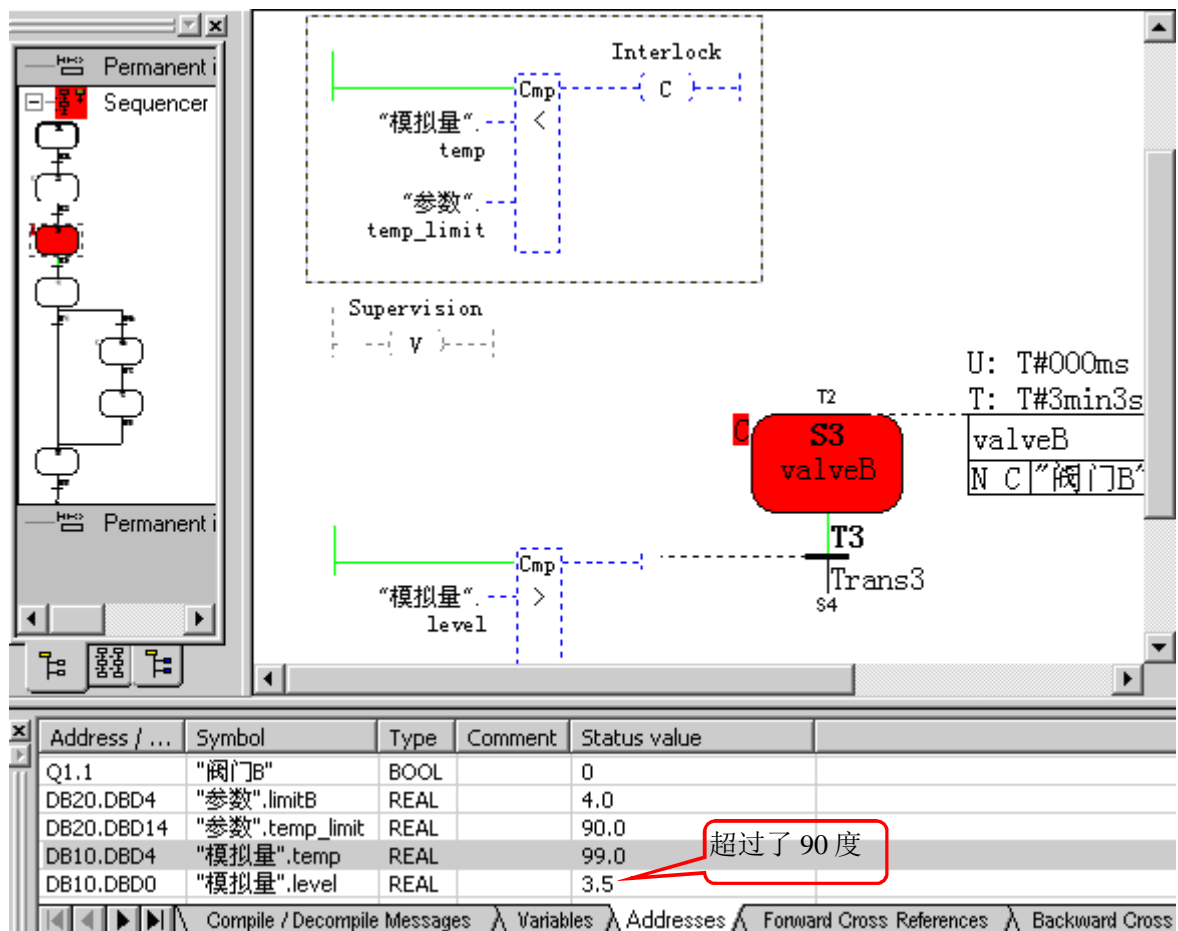 Permanent i
Sequencer
Permanent i
Interlock
Cmp
( C )
"模拟量".
temp
<
"参数".
temp_limit
Supervision
( V )
U: T#000ms
T: T#3min3s
T2
C
S3
valveB
valveB
N C "阀门B"
T3
Trans3
S4
Cmp
"模拟量".
level
>
Address / ... Symbol Type Comment Status value
Q1.1 "阀门B" BOOL 0
DB20.DBD4 "参数".limitB REAL 4.0
DB20.DBD14 "参数".temp_limit REAL 90.0
DB10.DBD4 "模拟量".temp REAL 99.0
DB10.DBD0 "模拟量".level REAL 3.5
超过了 90 度
Compile / Decompile Messages Variables Addresses Forward Cross References Backward Cross